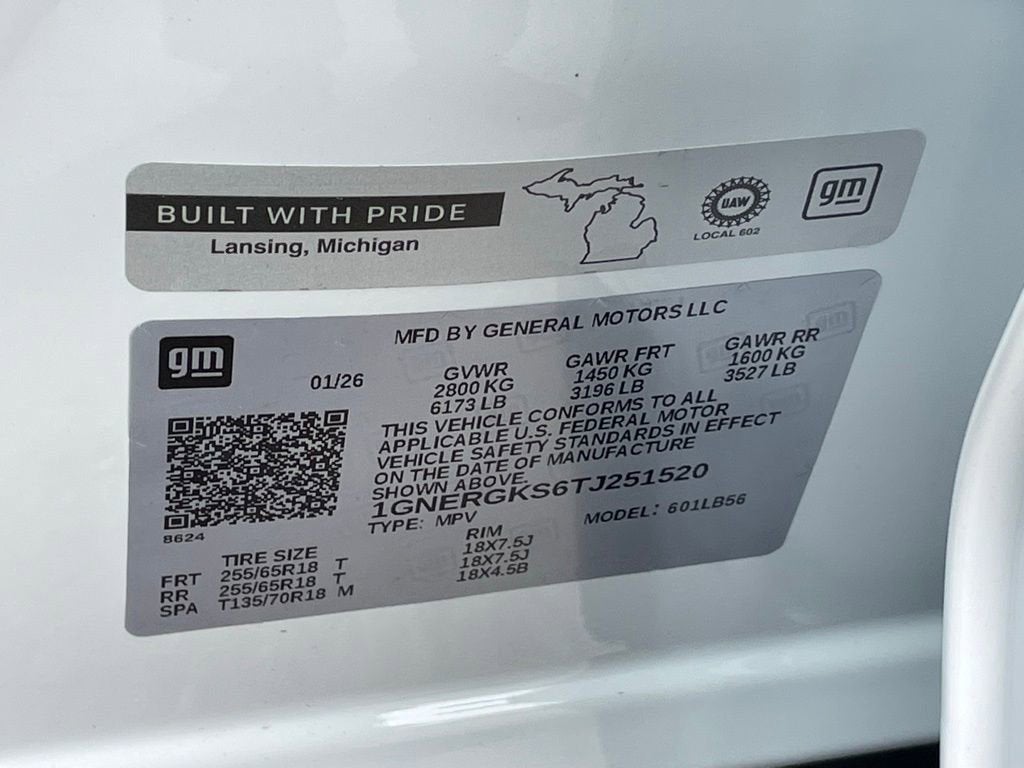 BUILT WITH PRIDE
Lansing, Michigan
UAW
LOCAL 602
gm
gm
MFD BY GENERAL MOTORS LLC
01/26
GVWR GAWR FRT GAWR RR
2800 KG 1450 KG 1600 KG
6173 LB 3196 LB 3527 LB
THIS VEHICLE CONFORMS TO ALL
APPLICABLE U.S. FEDERAL MOTOR
VEHICLE SAFETY STANDARDS IN EFFECT
ON THE DATE OF MANUFACTURE
SHOWN ABOVE.
1GNERGKS6TJ251520
TYPE: MPV MODEL: 601LB56
8624
TIRE SIZE RIM
FRT 255/65R18 T 18X7.5J
RR 255/65R18 T 18X7.5J
SPA T135/70R18 M 18X4.5B